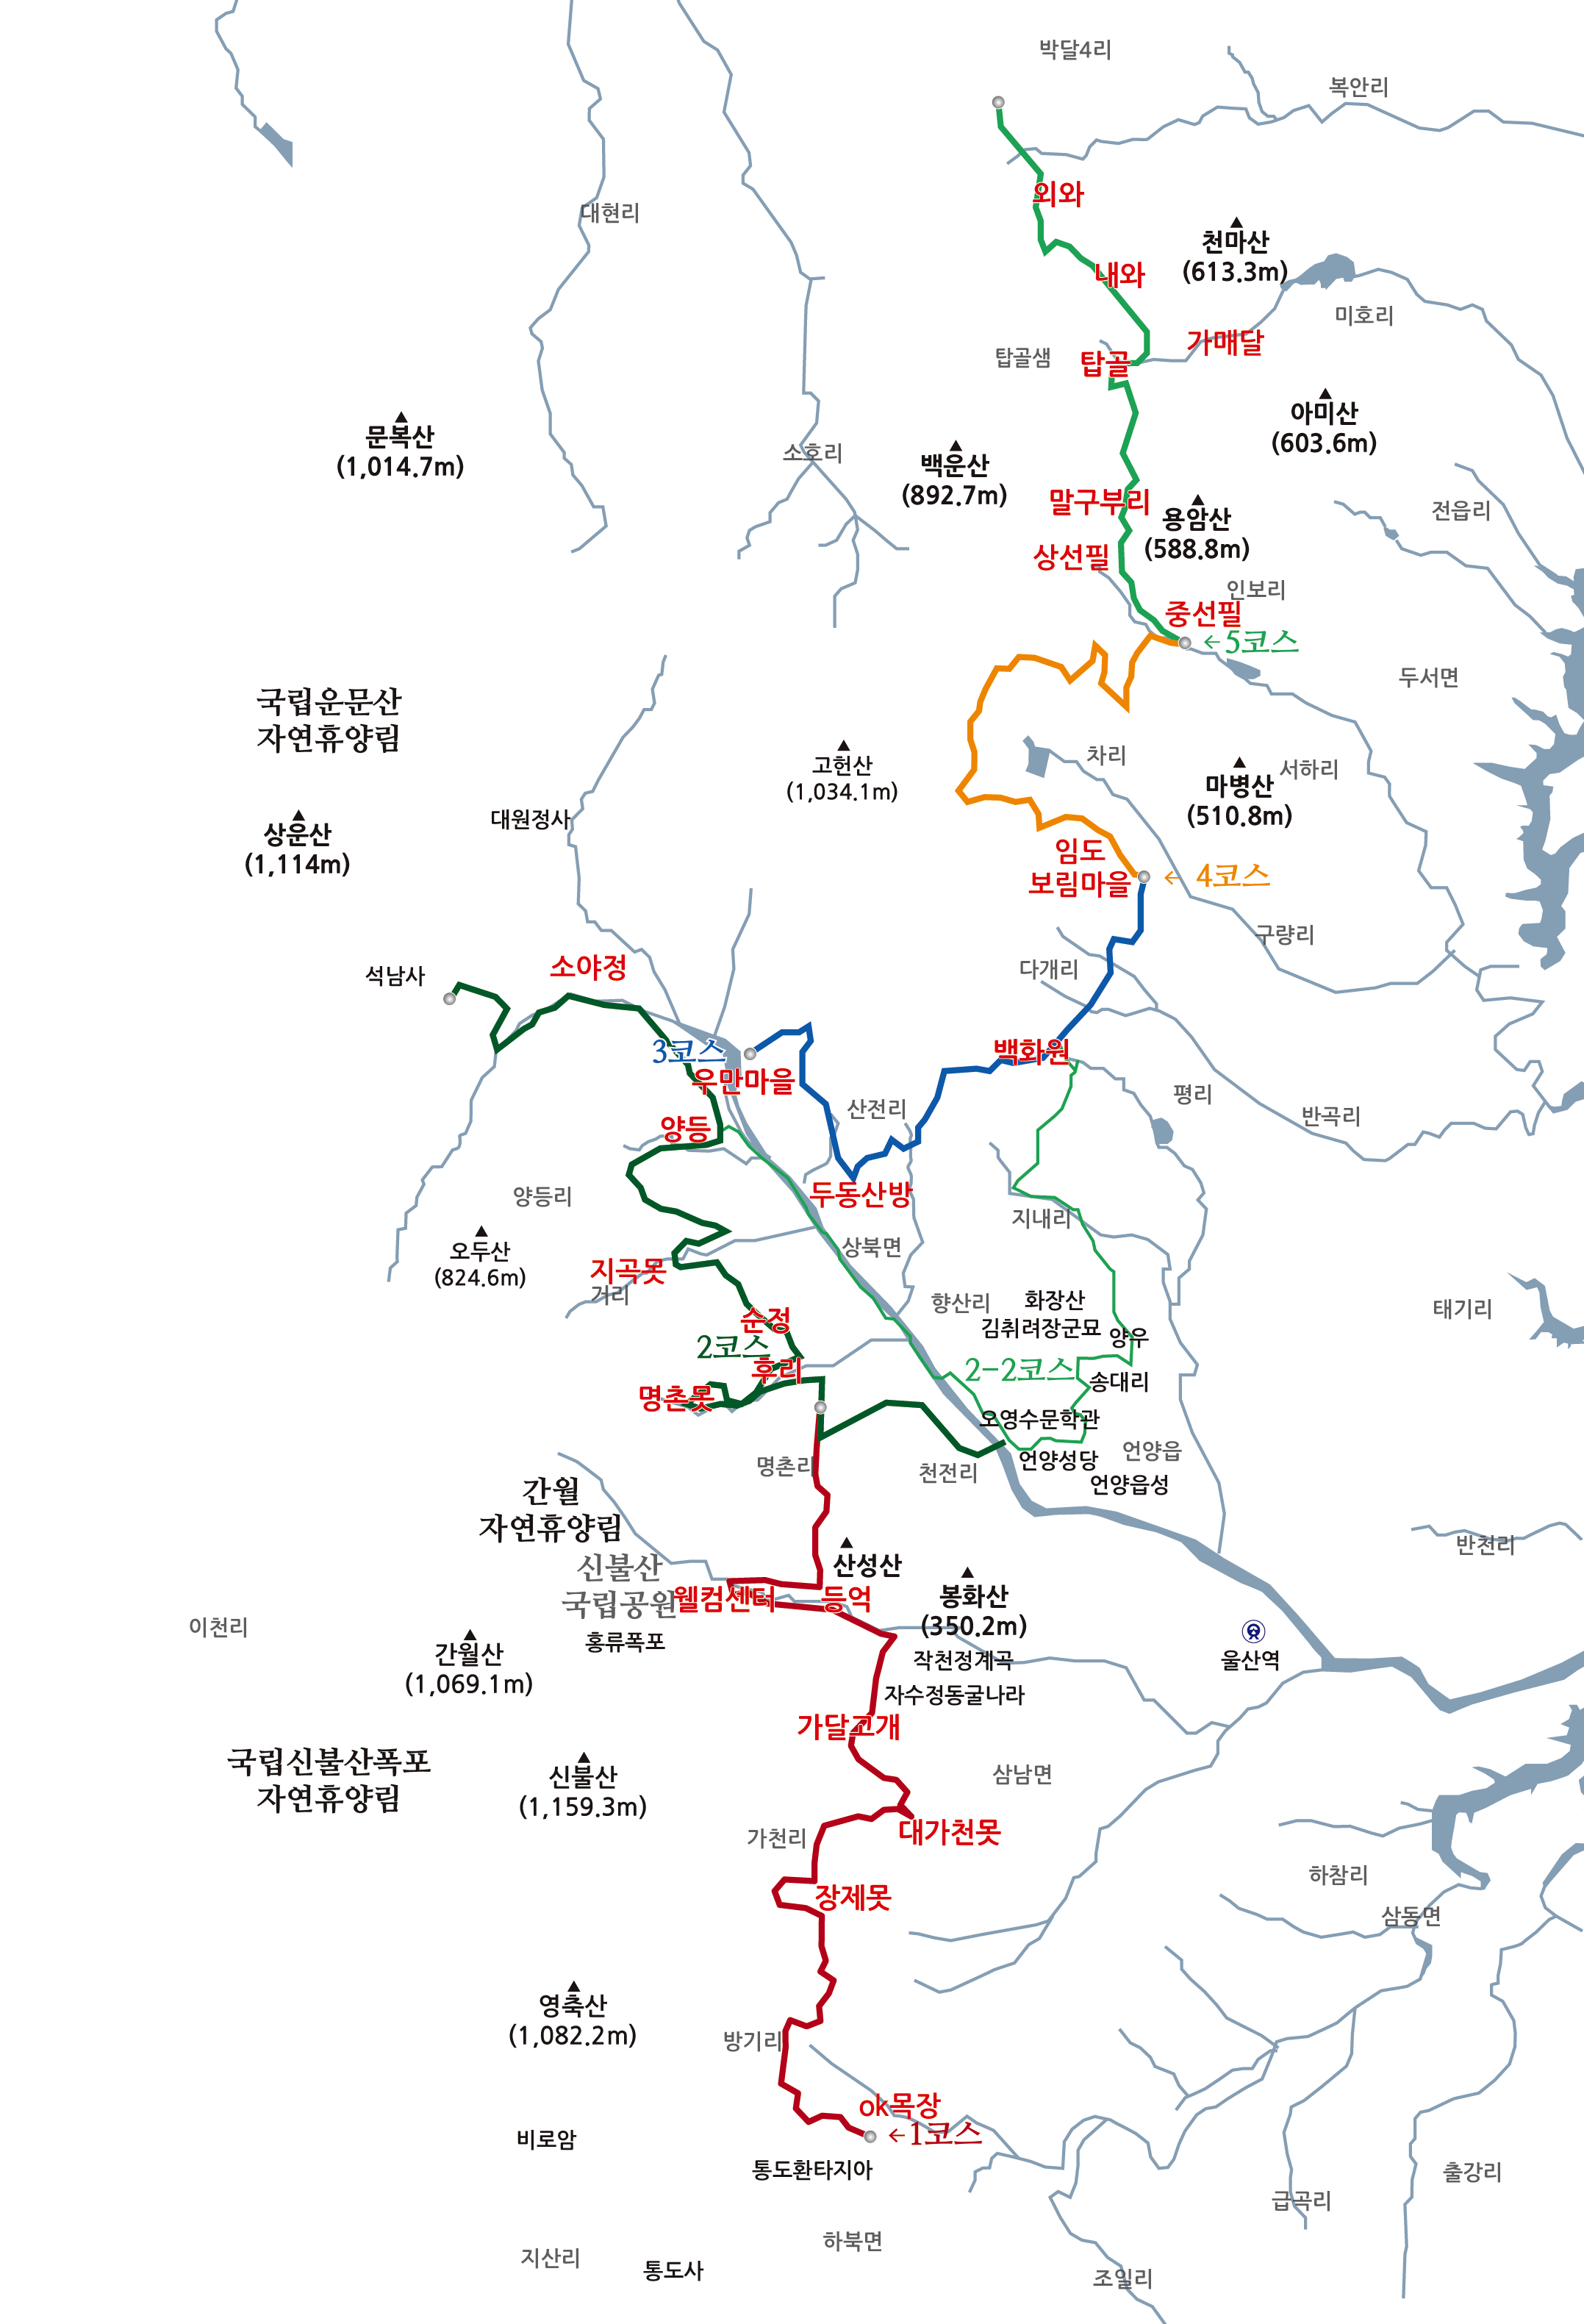 박달4리
복안리
외와
대현리
천마산
(613.3m)
내와
미호리
가매달
탑골샘
탑골
아미산
(603.6m)
문복산
(1,014.7m)
소호리
백운산
(892.7m)
말구부리
전읍리
용암산
(588.8m)
상선필
인보리
중선필
←5코스
두서면
국립운문산
자연휴양림
차리
고헌산
(1,034.1m)
서하리
마병산
(510.8m)
대원정사
상운산
(1,114m)
임도
보림마을
← 4코스
구량리
소야정
석남사
다개리
3코스
백화원
우만마을
평리
산전리
반곡리
양등
양등리
두동산방
지내리
상북면
오두산
(824.6m)
지곡못
거리
향산리
화장산
김취려장군묘
양우
태기리
순정
2코스
후리
2-2코스
송대리
명촌못
오영수문학관
언양성당
언양읍
언양읍성
명촌리
천전리
간월
자연휴양림
반천리
산성산
신불산
국립공원
웰컴센터
등억
봉화산
(350.2m)
이천리
홍류폭포
간월산
(1,069.1m)
작천정계곡
울산역
자수정동굴나라
가달고개
국립신불산폭포
자연휴양림
신불산
(1,159.3m)
삼남면
가천리
대가천못
하참리
장제못
삼동면
영축산
(1,082.2m)
방기리
ok목장
←1코스
비로암
통도환타지아
출강리
급곡리
하북면
지산리
통도사
조일리